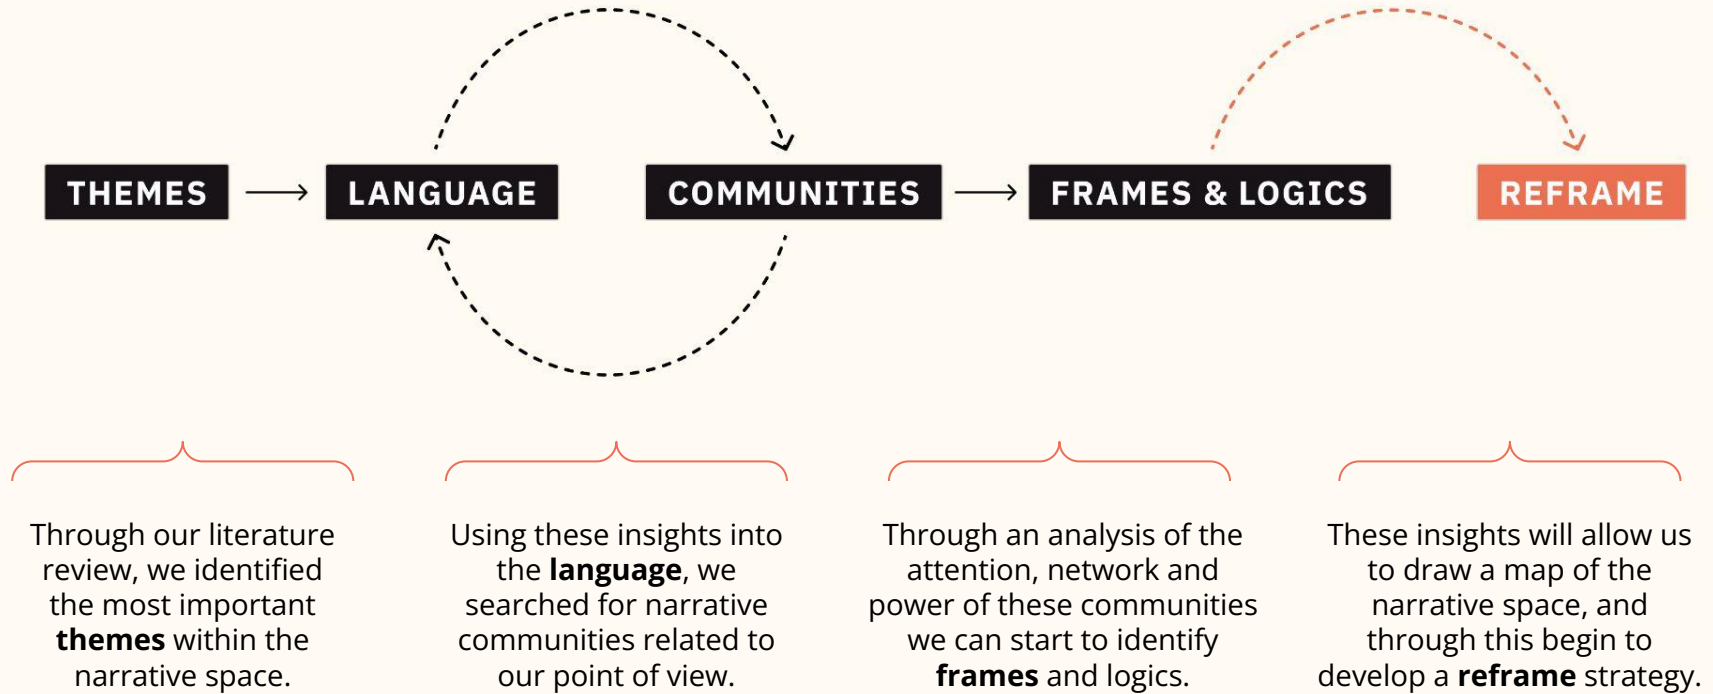 THEMES
LANGUAGE
COMMUNITIES
FRAMES & LOGICS
REFRAME
Through our literature
review, we identified
the most important
themes within the
narrative space.
Using these insights into
the language, we
searched for narrative
communities related to
our point of view.
Through an analysis of the
attention, network and
power of these communities
we can start to identify
frames and logics.
These insights will allow us
to draw a map of the
narrative space, and
through this begin to
develop a reframe strategy.